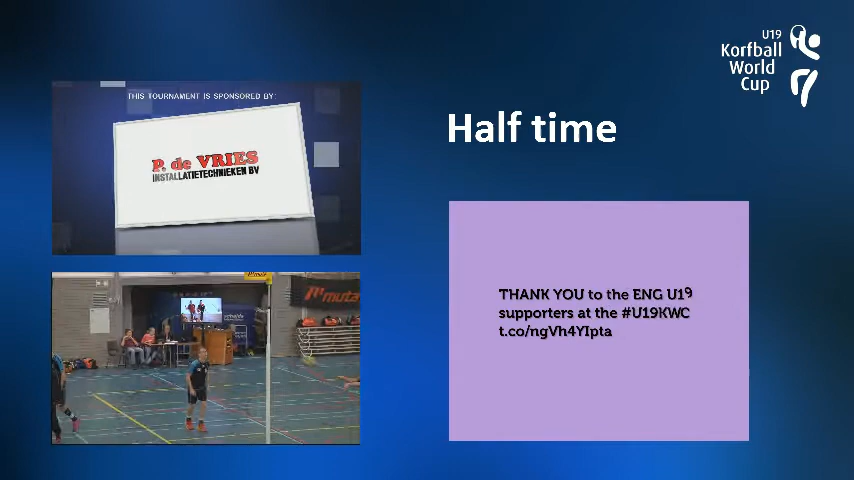 U19
Korfball
World
Cup
THIS TOURNAMENT IS SPONSORED BY:
P. de VRIES
INSTALLATIETECHNIEKEN BV
Half time
THANK YOU to the ENG U19
supporters at the #U19KWC
t.co/ngVh4YIpta
muta